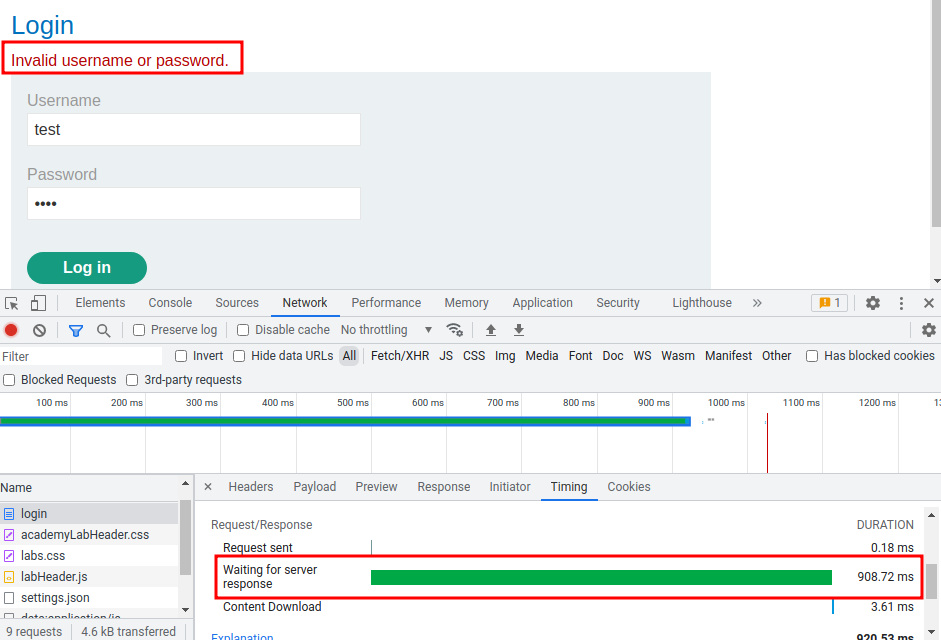 Login
Invalid username or password.
Username
test
Password
••••
Log in
Elements Console Sources Network Performance Memory Application Security Lighthouse » 1
Preserve log Disable cache No throttling
Filter Invert Hide data URLs All Fetch/XHR JS CSS Img Media Font Doc WS Wasm Manifest Other Has blocked cookies
Blocked Requests 3rd-party requests
100 ms 200 ms 300 ms 400 ms 500 ms 600 ms 700 ms 800 ms 900 ms 1000 ms 1100 ms 1200 ms
Name × Headers Payload Preview Response Initiator Timing Cookies
login
academyLabHeader.css
labs.css
labHeader.js
settings.json
Request/Response DURATION
Request sent 0.18 ms
Waiting for server
response 908.72 ms
Content Download 3.61 ms
Explanation 920.53 ms
9 requests 4.6 kB transferred